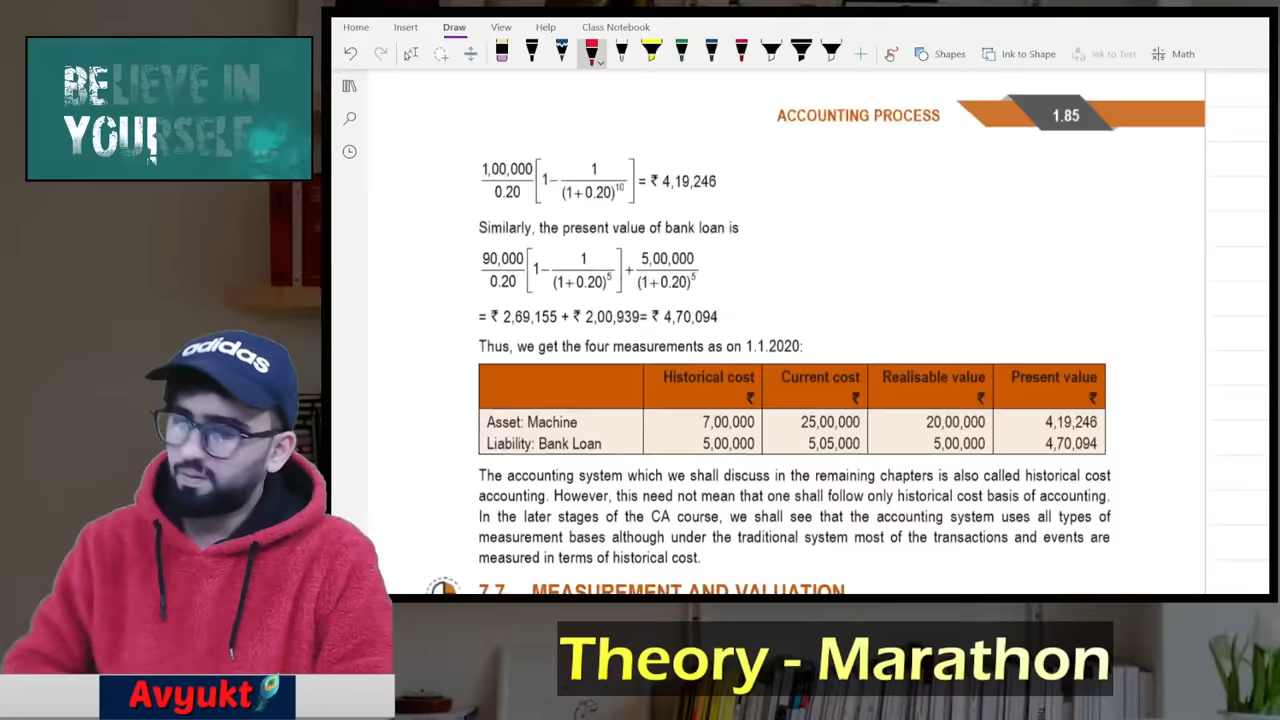 Home Insert Draw View Help Class Notebook
Shapes Ink to Shape Ink to Text Math
BELIEVE IN
YOURSELF
ACCOUNTING PROCESS 1.85
1,00,000/0.20 [1− 1/(1+0.20)^10] = ₹ 4,19,246
Similarly, the present value of bank loan is
90,000/0.20 [1− 1/(1+0.20)^5] + 5,00,000/(1+0.20)^5
= ₹ 2,69,155 + ₹ 2,00,939= ₹ 4,70,094
Thus, we get the four measurements as on 1.1.2020:
Historical cost Current cost Realisable value Present value
₹ ₹ ₹ ₹
Asset: Machine 7,00,000 25,00,000 20,00,000 4,19,246
Liability: Bank Loan 5,00,000 5,05,000 5,00,000 4,70,094
The accounting system which we shall discuss in the remaining chapters is also called historical cost
accounting. However, this need not mean that one shall follow only historical cost basis of accounting.
In the later stages of the CA course, we shall see that the accounting system uses all types of
measurement bases although under the traditional system most of the transactions and events are
measured in terms of historical cost.
7.7 MEASUREMENT AND VALUATION
adidas
Theory - Marathon
Avyukt